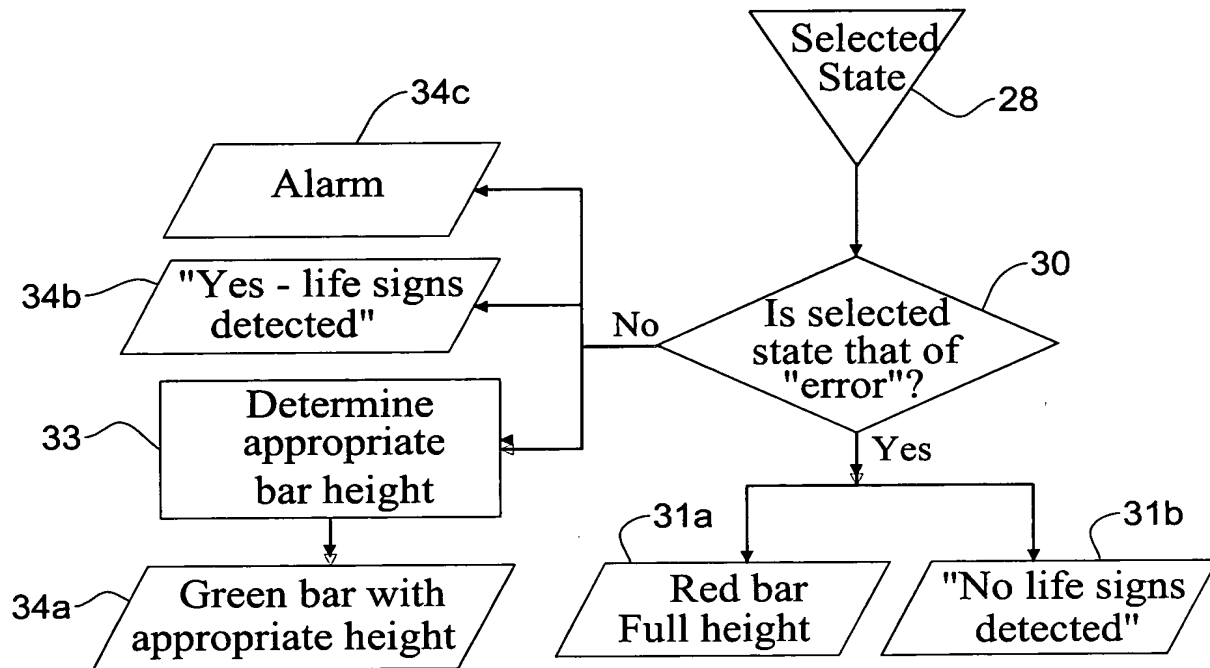 Selected
State
28
34c
Alarm
30
34b
"Yes - life signs
detected"
No
Is selected
state that of
"error"?
33
Determine
appropriate
bar height
Yes
31a
31b
34a
Green bar with
appropriate height
Red bar
Full height
"No life signs
detected"